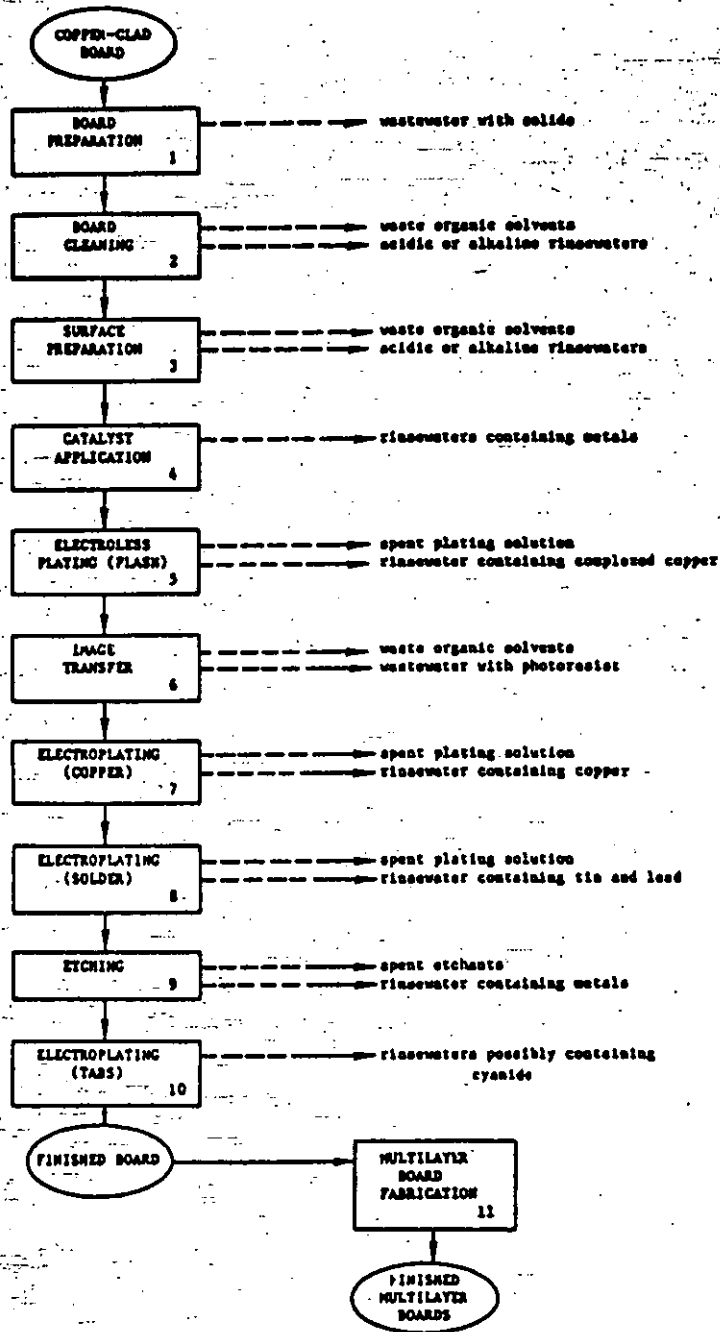 COPPER-CLAD
BOARD
BOARD
PREPARATION
1
wastewater with solids
BOARD
CLEANING
2
waste organic solvents
acidic or alkaline rinsewaters
SURFACE
PREPARATION
3
waste organic solvents
acidic or alkaline rinsewaters
CATALYST
APPLICATION
4
rinsewaters containing metals
ELECTROLESS
PLATING (FLASH)
5
spent plating solution
rinsewater containing complexed copper
IMAGE
TRANSFER
6
waste organic solvents
wastewater with photoresist
ELECTROPLATING
(COPPER)
7
spent plating solution
rinsewater containing copper
ELECTROPLATING
(SOLDER)
8
spent plating solution
rinsewater containing tin and lead
ETCHING
9
spent etchants
rinsewater containing metals
ELECTROPLATING
(TABS)
10
rinsewaters possibly containing
cyanide
FINISHED BOARD
MULTILAYER
BOARD
FABRICATION
11
FINISHED
MULTILAYER
BOARDS